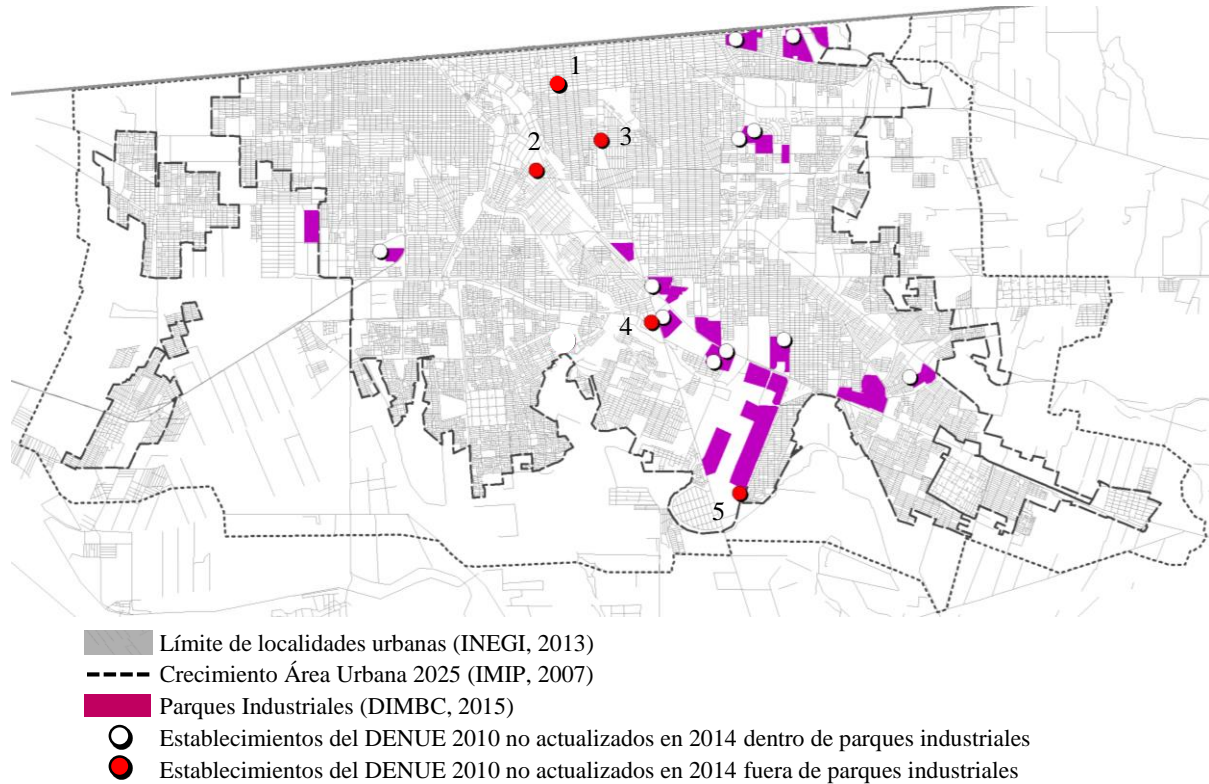 1
2
3
4
5
Límite de localidades urbanas (INEGI, 2013)
Crecimiento Área Urbana 2025 (IMIP, 2007)
Parques Industriales (DIMBC, 2015)
Establecimientos del DENUE 2010 no actualizados en 2014 dentro de parques industriales
Establecimientos del DENUE 2010 no actualizados en 2014 fuera de parques industriales